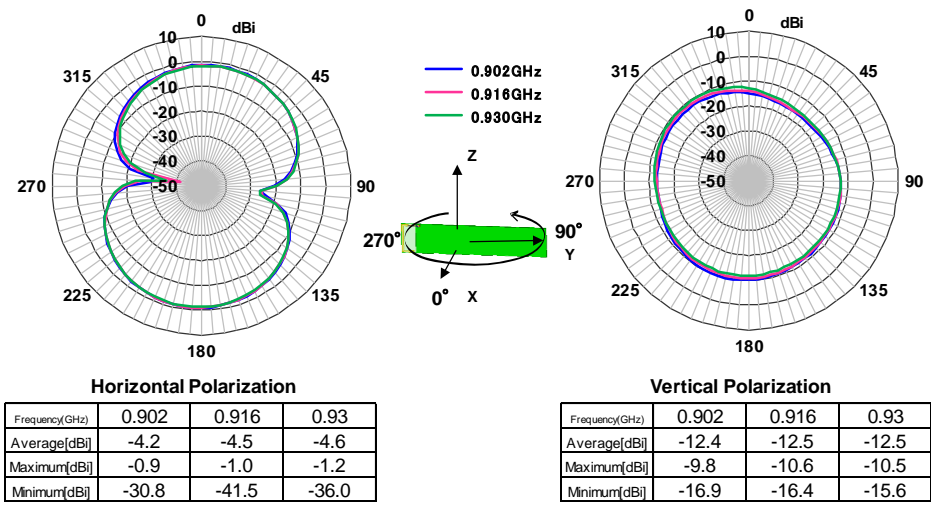 0
dBi
10
0
-10
-20
-30
-40
-50
45
90
135
180
225
270
315
0.902GHz
0.916GHz
0.930GHz
Z
270°
90°
Y
0°
X
0
dBi
10
0
-10
-20
-30
-40
-50
45
90
135
180
225
270
315
Horizontal Polarization
Frequency(GHz) 0.902 0.916 0.93
Average[dBi] -4.2 -4.5 -4.6
Maximum[dBi] -0.9 -1.0 -1.2
Minimum[dBi] -30.8 -41.5 -36.0
Vertical Polarization
Frequency(GHz) 0.902 0.916 0.93
Average[dBi] -12.4 -12.5 -12.5
Maximum[dBi] -9.8 -10.6 -10.5
Minimum[dBi] -16.9 -16.4 -15.6